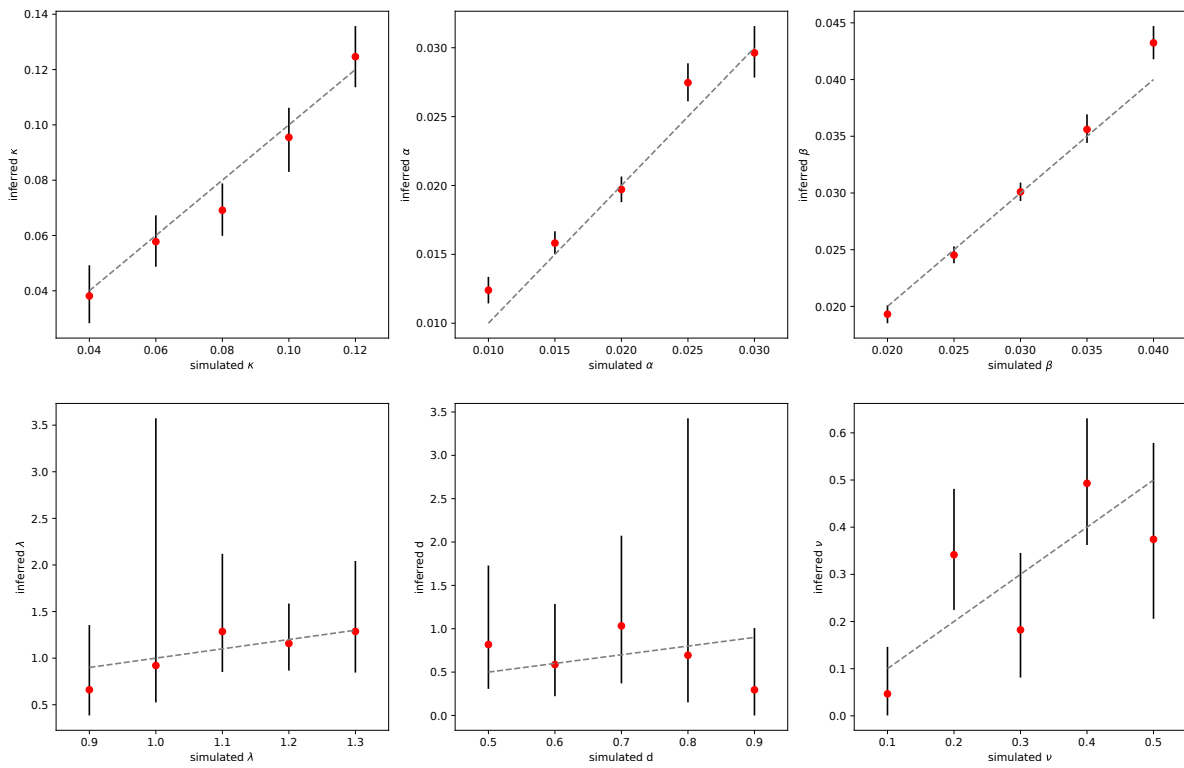 0.14
0.12
0.10
0.08
0.06
0.04
inferred κ
0.04 0.06 0.08 0.10 0.12
simulated κ
0.030
0.025
0.020
0.015
0.010
inferred α
0.010 0.015 0.020 0.025 0.030
simulated α
0.045
0.040
0.035
0.030
0.025
0.020
inferred β
0.020 0.025 0.030 0.035 0.040
simulated β
3.5
3.0
2.5
2.0
1.5
1.0
0.5
inferred λ
0.9 1.0 1.1 1.2 1.3
simulated λ
3.5
3.0
2.5
2.0
1.5
1.0
0.5
0.0
inferred d
0.5 0.6 0.7 0.8 0.9
simulated d
0.6
0.5
0.4
0.3
0.2
0.1
0.0
inferred ν
0.1 0.2 0.3 0.4 0.5
simulated ν